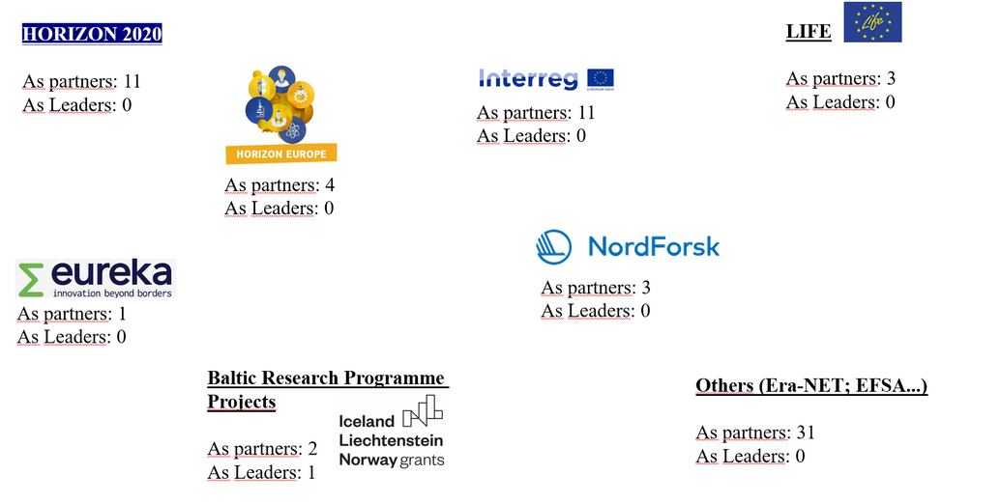 HORIZON 2020
As partners: 11
As Leaders: 0
HORIZON EUROPE
As partners: 4
As Leaders: 0
Interreg
EUROPEAN UNION
As partners: 11
As Leaders: 0
LIFE
Life
As partners: 3
As Leaders: 0
eureka
innovation beyond borders
As partners: 1
As Leaders: 0
NordForsk
As partners: 3
As Leaders: 0
Baltic Research Programme
Projects
As partners: 2
As Leaders: 1
Iceland
Liechtenstein
Norway grants
Others (Era-NET; EFSA...)
As partners: 31
As Leaders: 0